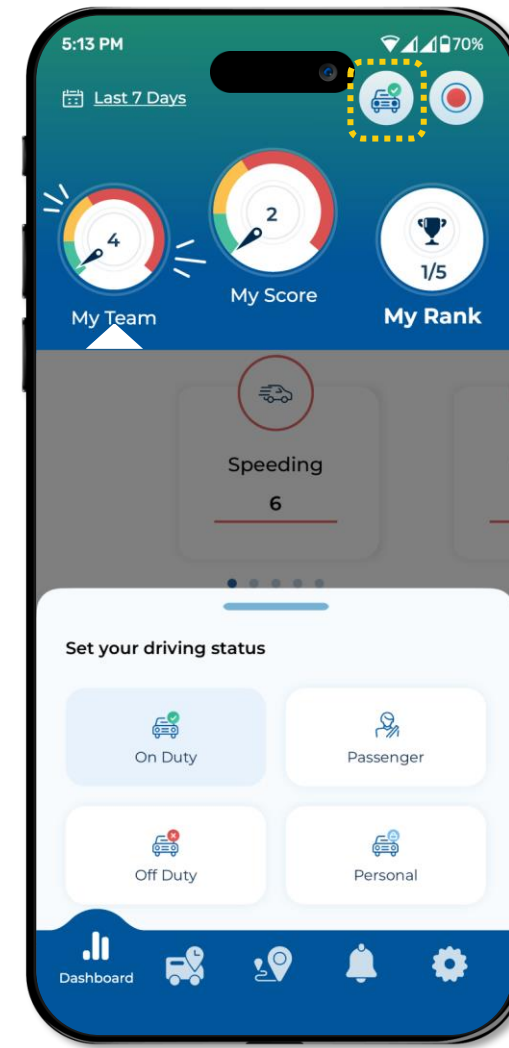 5:13 PM
70%
Last 7 Days
4
2
1/5
My Team
My Score
My Rank
Speeding
6
Set your driving status
On Duty
Passenger
Off Duty
Personal
Dashboard